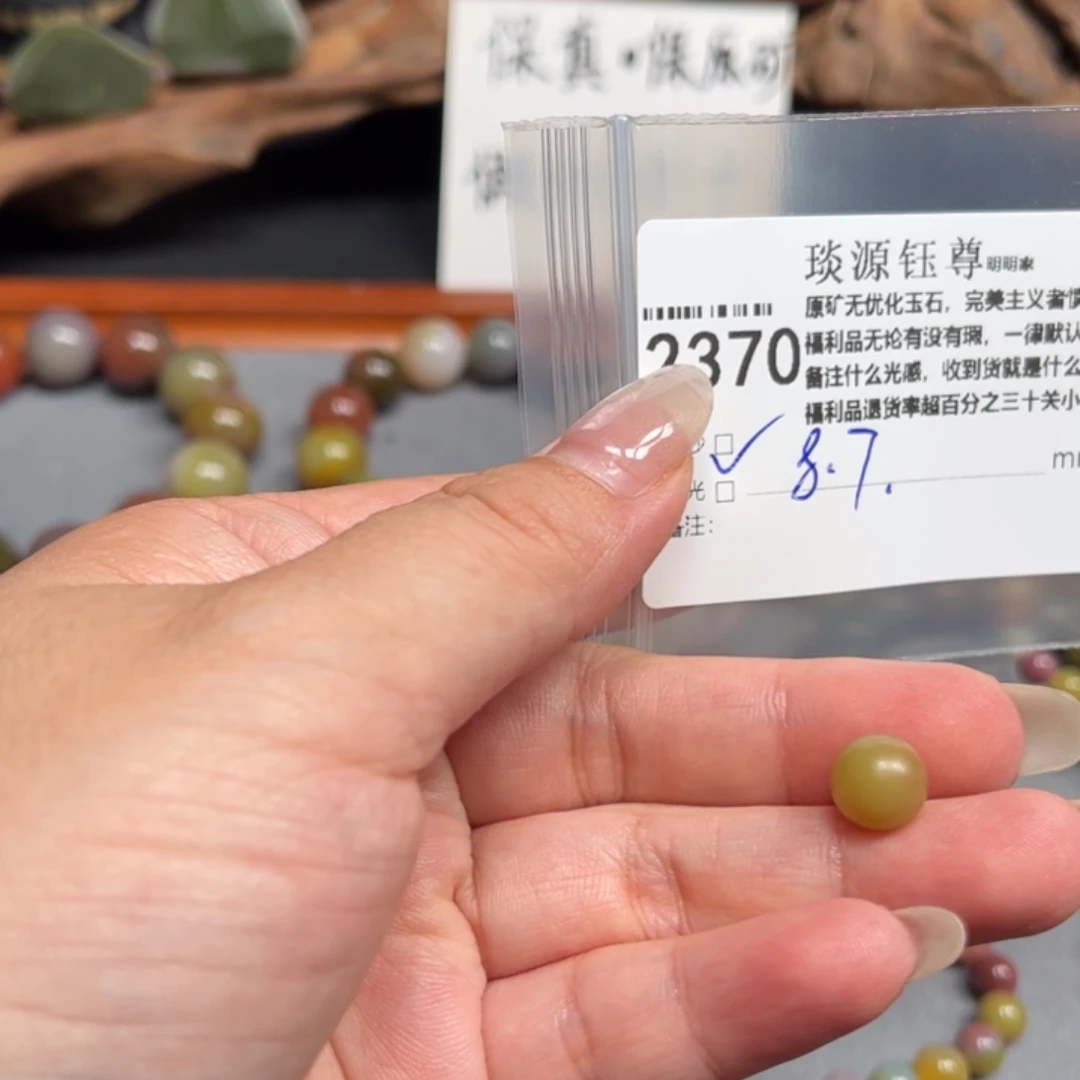 保真·保原矿
琰源钰尊明明家
原矿无优化玉石，完美主义者慎
2370
福利品无论有没有瑕，一律默认
备注什么光感，收到货就是什么
福利品退货率超百分之三十关小
□ ✓ 8.7. mm
光 □
备注：